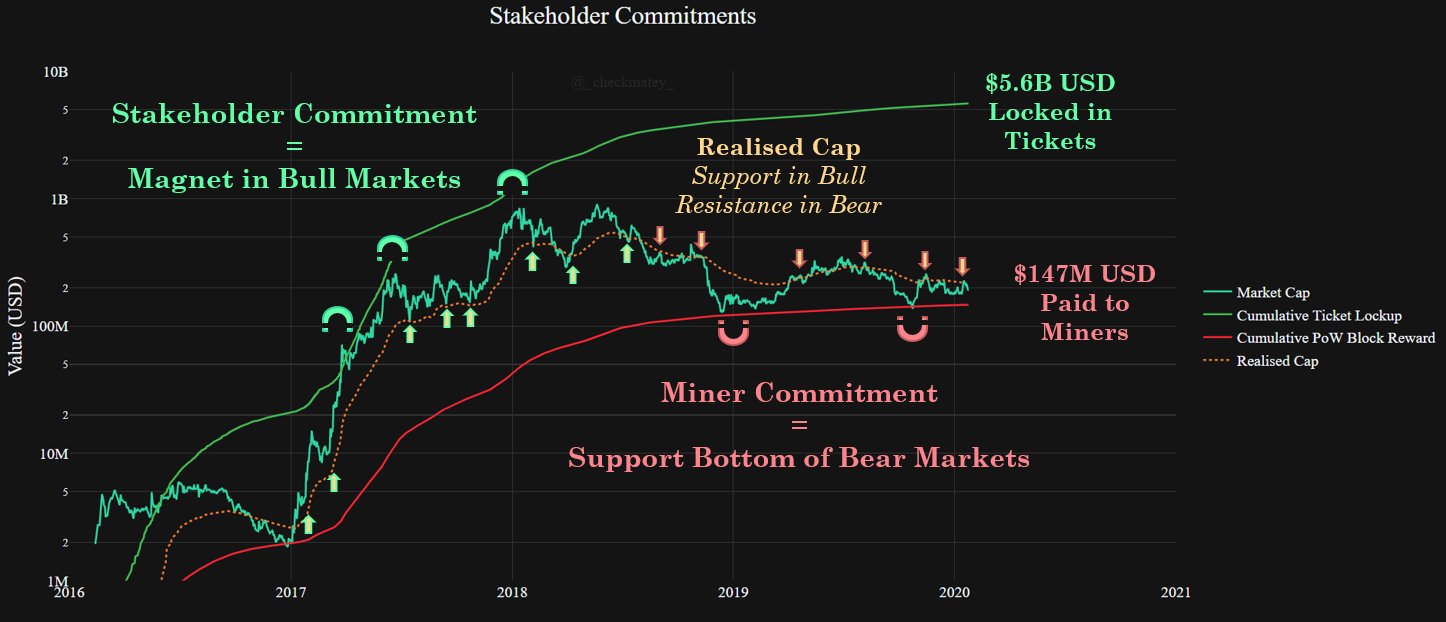 Stakeholder Commitments
@_checkmatey_
10B
5
2
1B
5
2
100M
5
2
10M
5
2
1M
Value (USD)
2016
2017
2018
2019
2020
2021
Stakeholder Commitment
=
Magnet in Bull Markets
Realised Cap
Support in Bull
Resistance in Bear
$5.6B USD
Locked in
Tickets
$147M USD
Paid to
Miners
Miner Commitment
=
Support Bottom of Bear Markets
Market Cap
Cumulative Ticket Lockup
Cumulative PoW Block Reward
Realised Cap